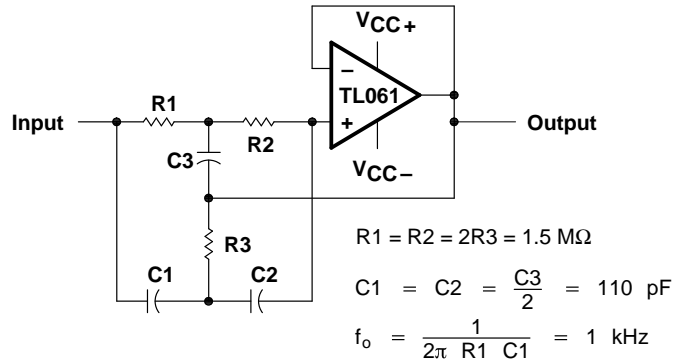 VCC+
−
TL061
+
VCC−
Input
R1
R2
C3
R3
C1
C2
Output
R1 = R2 = 2R3 = 1.5 MΩ
C1 = C2 = C3/2 = 110 pF
fo = 1/(2π R1 C1) = 1 kHz